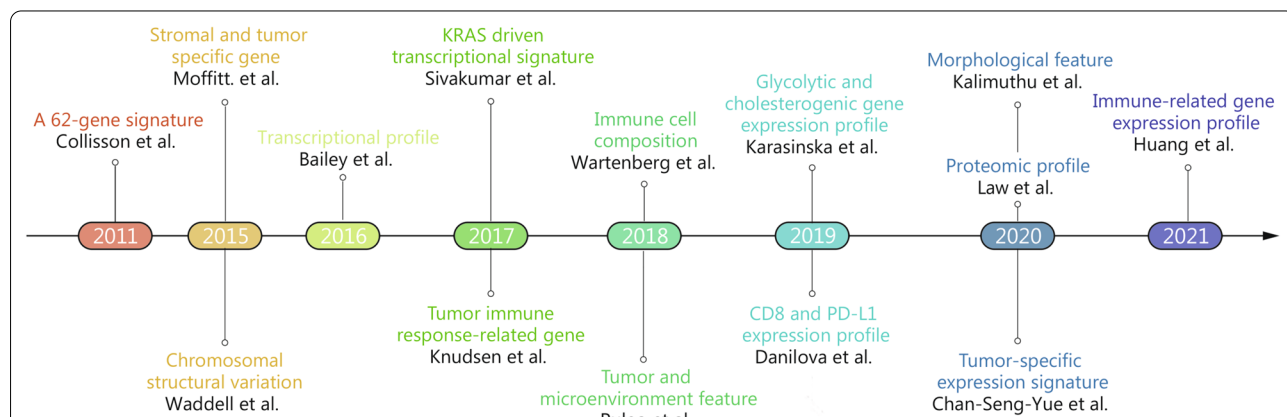 Stromal and tumor
specific gene
Moffitt. et al.
KRAS driven
transcriptional signature
Sivakumar et al.
A 62-gene signature
Collisson et al.
Transcriptional profile
Bailey et al.
Immune cell
composition
Wartenberg et al.
Glycolytic and
cholesterogenic gene
expression profile
Karasinska et al.
Morphological feature
Kalimuthu et al.
Proteomic profile
Law et al.
Immune-related gene
expression profile
Huang et al.
2011 2015 2016 2017 2018 2019 2020 2021
Chromosomal
structural variation
Waddell et al.
Tumor immune
response-related gene
Knudsen et al.
Tumor and
microenvironment feature
et al.
CD8 and PD-L1
expression profile
Danilova et al.
Tumor-specific
expression signature
Chan-Seng-Yue et al.